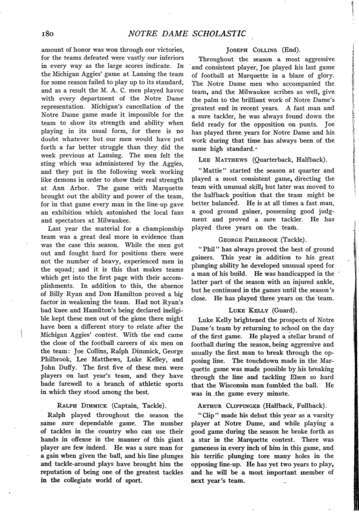 180
NOTRE DAME SCHOLASTIC
amount of honor was won through our victories,
for the teams defeated were vastly our inferiors
in every way as the large scores indicate. In
the Michigan Aggies' game at Lansing the team
for some reason failed to play up to its standard,
and as a result the M. A. C. men played havoc
with every department of the Notre Dame
representation. Michigan's cancellation of the
Notre Dame game made it impossible for the
team to show its strength and ability when
playing in its usual form, for there is no
doubt whatever but our men would have put
forth a far better struggle than they did the
week previous at Lansing. The men felt the
sting which was administered by the Aggies,
and they put in the following week working
like demons in order to show their real strength
at Ann Arbor. The game with Marquette
brought out the ability and power of the team,
for in that game every man in the line-up gave
an exhibition which astonished the local fans
and spectators at Milwaukee.
Last year the material for a championship
team was a great deal more in evidence than
was the case this season. While the men got
out and fought hard for positions there were
not the number of heavy, experienced men in
the squad; and it is this that makes teams
which get into the first page with their accom-
plishments. In addition to this, the absence
of Billy Ryan and Don Hamilton proved a big
factor in weakening the team. Had not Ryan's
bad knee and Hamilton's being declared ineligi-
ble kept these men out of the game there might
have been a different story to relate after the
Michigan Aggies' contest. With the end came
the close of the football careers of six men on
the team: Joe Collins, Ralph Dimmick, George
Philbrook, Lee Matthews, Luke Kelley, and
John Duffy. The first five of these men were
players on last year's team, and they have
bade farewell to a branch of athletic sports
in which they stood among the best.
RALPH DIMMICK (Captain, Tackle).
Ralph played throughout the season the
same sure dependable game. The number
of tackles in the country who can use their
hands in offense in the manner of this giant
player are few indeed. He was a sure man for
a gain when given the ball, and his line plunges
and tackle-around plays have brought him the
reputation of being one of the greatest tackles
in the collegiate world of sport.
JOSEPH COLLINS (End).
Throughout the season a most aggressive
and consistent player, Joe played his last game
of football at Marquette in a blaze of glory.
The Notre Dame men who accompanied the
team, and the Milwaukee scribes as well, give
the palm to the brilliant work of Notre Dame's
greatest end in recent years. A fast man and
a sure tackler, he was always found down the
field ready for the opposition on punts. Joe
has played three years for Notre Dame and his
work during that time has always been of the
same high standard.
LEE MATTHEWS (Quarterback, Halfback).
"Mattie" started the season at quarter and
played a most consistent game, directing the
team with unusual skill; but later was moved to
the halfback position that the team might be
better balanced. He is at all times a fast man,
a good ground gainer, possessing good judg-
ment and proved a sure tackler. He has
played three years on the team.
GEORGE PHILBROOK (Tackle).
"Phil" has always proved the best of ground
gainers. This year in addition to his great
plunging ability he developed unusual speed for
a man of his build. He was handicapped in the
latter part of the season with an injured ankle,
but he continued in the games until the season's
close. He has played three years on the team.
LUKE KELLY (Guard).
Luke Kelly brightened the prospects of Notre
Dame's team by returning to school on the day
of the first game. He played a stellar brand of
football during the season, being aggressive and
usually the first man to break through the op-
posing line. The touchdown made in the Mar-
quette game was made possible by his breaking
through the line and tackling Elsen so hard
that the Wisconsin man fumbled the ball. He
was in the game every minute.
ARTHUR CLIPPINGER (Halfback, Fullback).
"Clip" made his debut this year as a varsity
player at Notre Dame, and while playing a
good game during the season he broke forth as
a star in the Marquette contest. There was
gameness in every inch of him in this game, and
his terrific plunging tore many holes in the
opposing line-up. He has yet two years to play,
and he will be a most important member of
next year's team.